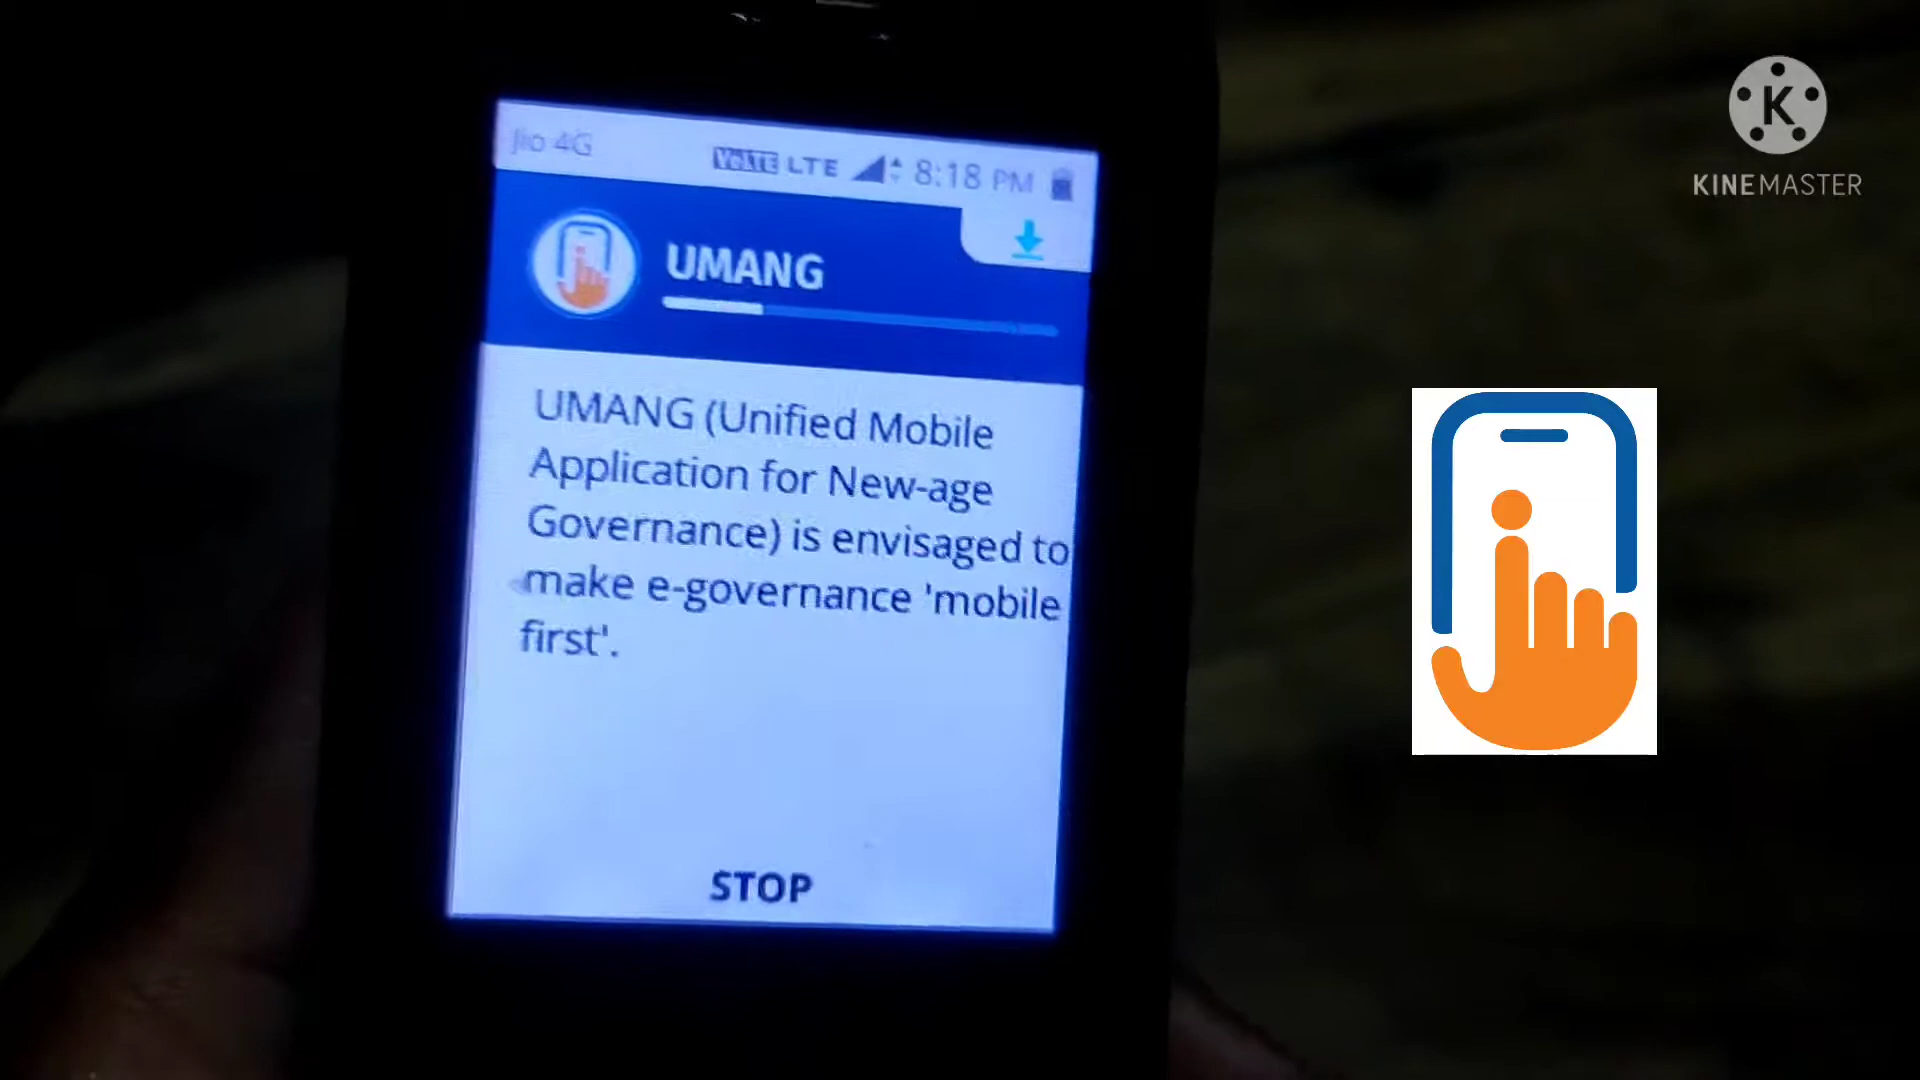 Jio 4G VoLTE LTE 8:18 PM
UMANG
UMANG (Unified Mobile
Application for New-age
Governance) is envisaged to
make e-governance 'mobile
first'.
STOP
K
KINEMASTER